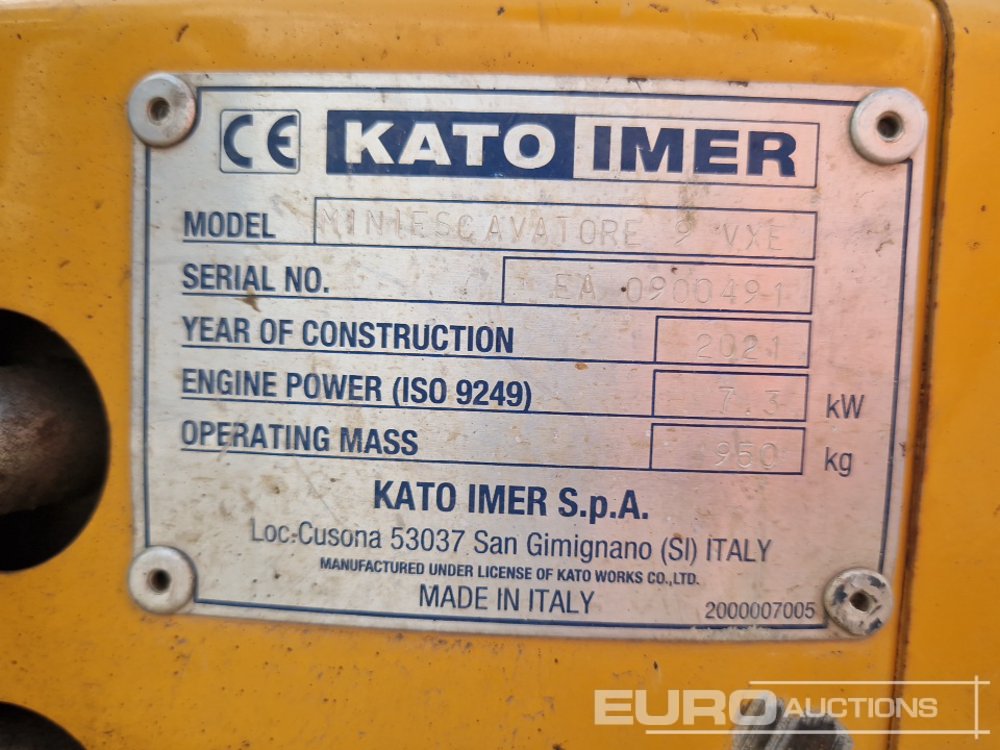 CE KATO IMER
MODEL MINIESCAVATORE 9 VXE
SERIAL NO. EA 0900491
YEAR OF CONSTRUCTION 2021
ENGINE POWER (ISO 9249) 7.3 kW
OPERATING MASS 950 kg
KATO IMER S.p.A.
Loc.Cusona 53037 San Gimignano (SI) ITALY
MANUFACTURED UNDER LICENSE OF KATO WORKS CO.,LTD.
MADE IN ITALY 2000007005
EURO AUCTIONS